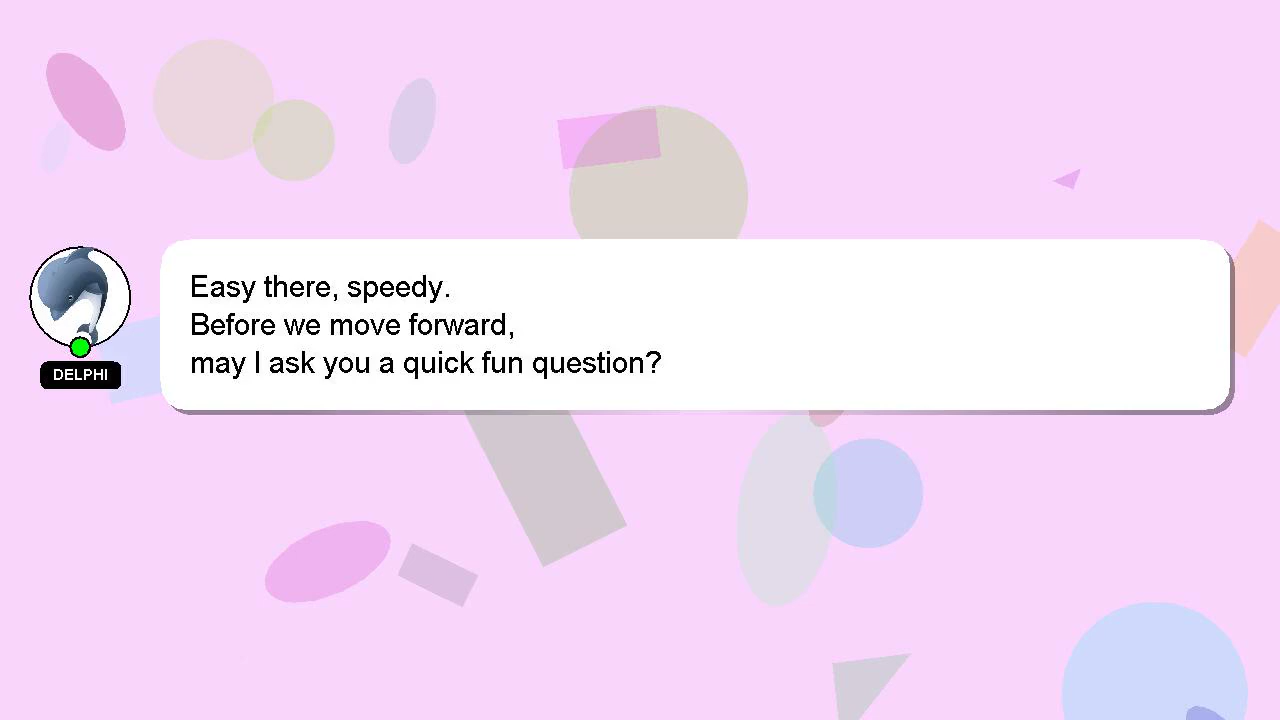 Easy there, speedy.
Before we move forward,
may I ask you a quick fun question?
DELPHI